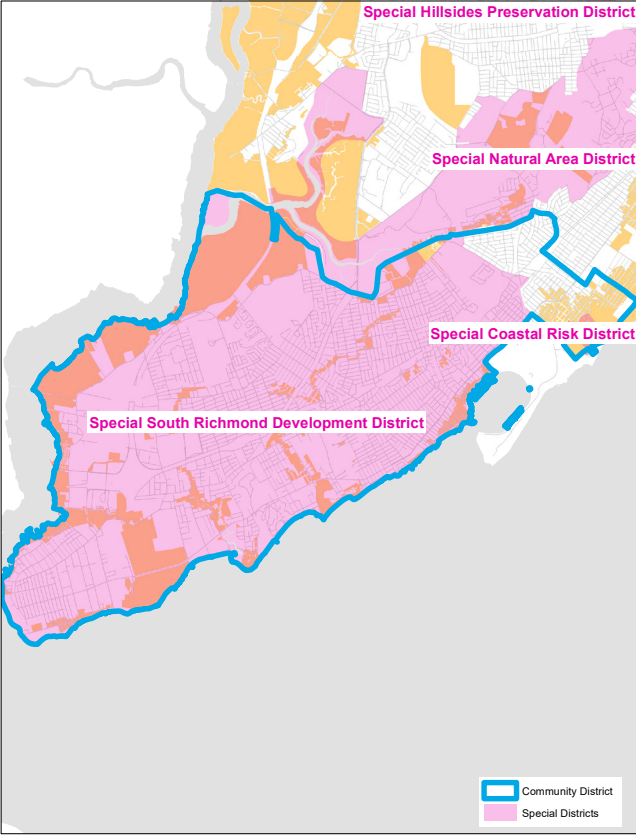 Special Hillsides Preservation District
Special Natural Area District
Special Coastal Risk District
Special South Richmond Development District
Community District
Special Districts